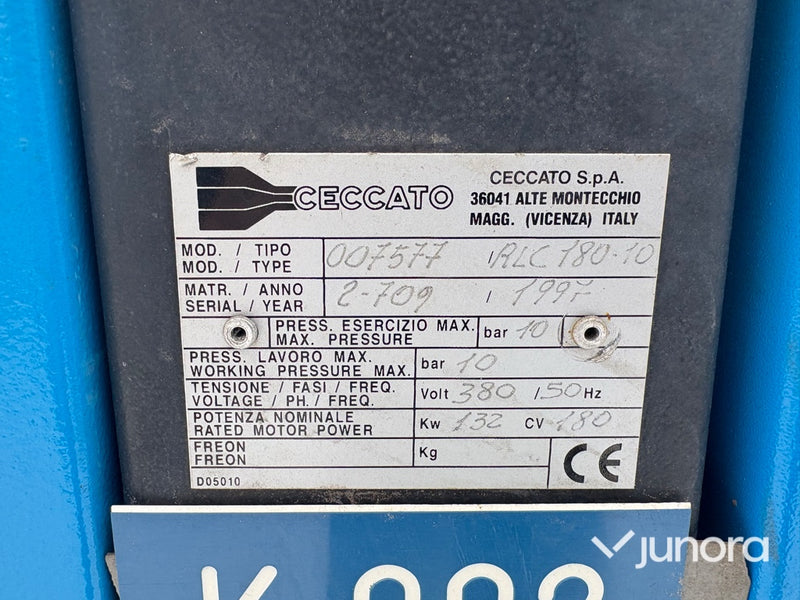 CECCATO
CECCATO S.p.A.
36041 ALTE MONTECCHIO
MAGG. (VICENZA) ITALY
MOD. / TIPO
MOD. / TYPE
007577 / RLC 180-10
MATR. / ANNO
SERIAL / YEAR
2-709 / 1997
PRESS. ESERCIZIO MAX.
MAX. PRESSURE
bar 10
PRESS. LAVORO MAX.
WORKING PRESSURE MAX.
bar 10
TENSIONE / FASI / FREQ.
VOLTAGE / PH. / FREQ.
Volt 380 / 50 Hz
POTENZA NOMINALE
RATED MOTOR POWER
Kw 132 CV 180
FREON
FREON
Kg
D05010
CE
junora